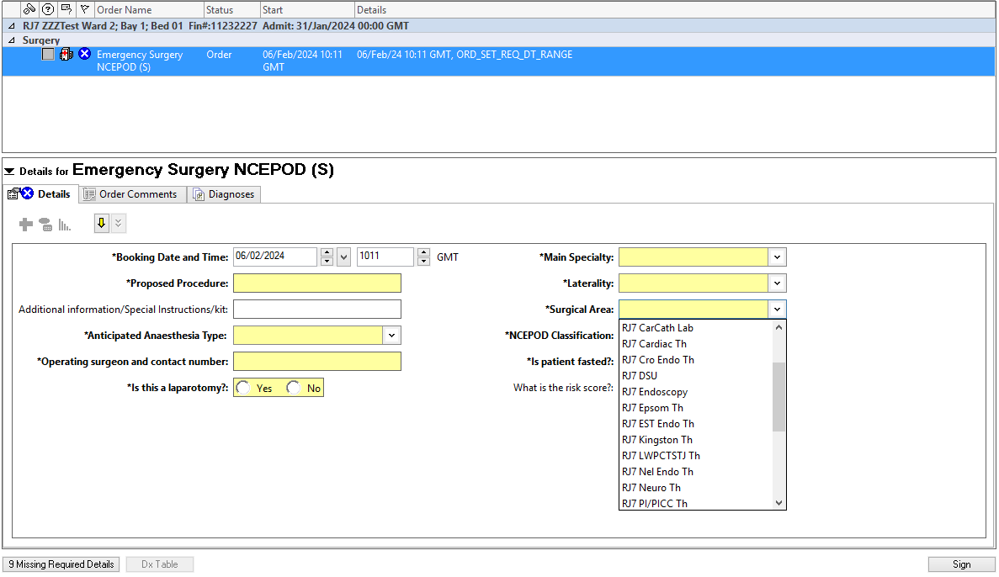 Order Name Status Start Details
RJ7 ZZZTest Ward 2; Bay 1; Bed 01 Fin#:11232227 Admit: 31/Jan/2024 00:00 GMT
Surgery
Emergency Surgery NCEPOD (S) Order 06/Feb/2024 10:11 GMT 06/Feb/24 10:11 GMT, ORD_SET_REQ_DT_RANGE
Details for Emergency Surgery NCEPOD (S)
Details Order Comments Diagnoses
*Booking Date and Time: 06/02/2024 1011 GMT
*Proposed Procedure:
Additional information/Special Instructions/kit:
*Anticipated Anaesthesia Type:
*Operating surgeon and contact number:
*Is this a laparotomy?: Yes No
*Main Specialty:
*Laterality:
*Surgical Area:
*NCEPOD Classification:
*Is patient fasted?:
What is the risk score?:
RJ7 CarCath Lab
RJ7 Cardiac Th
RJ7 Cro Endo Th
RJ7 DSU
RJ7 Endoscopy
RJ7 Epsom Th
RJ7 EST Endo Th
RJ7 Kingston Th
RJ7 LWPCTSTJ Th
RJ7 Nel Endo Th
RJ7 Neuro Th
RJ7 PI/PICC Th
9 Missing Required Details Dx Table Sign